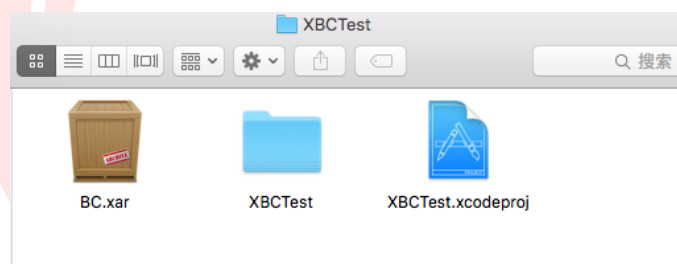 XBCTest
搜索
BC.xar
XBCTest
XBCTest.xcodeproj